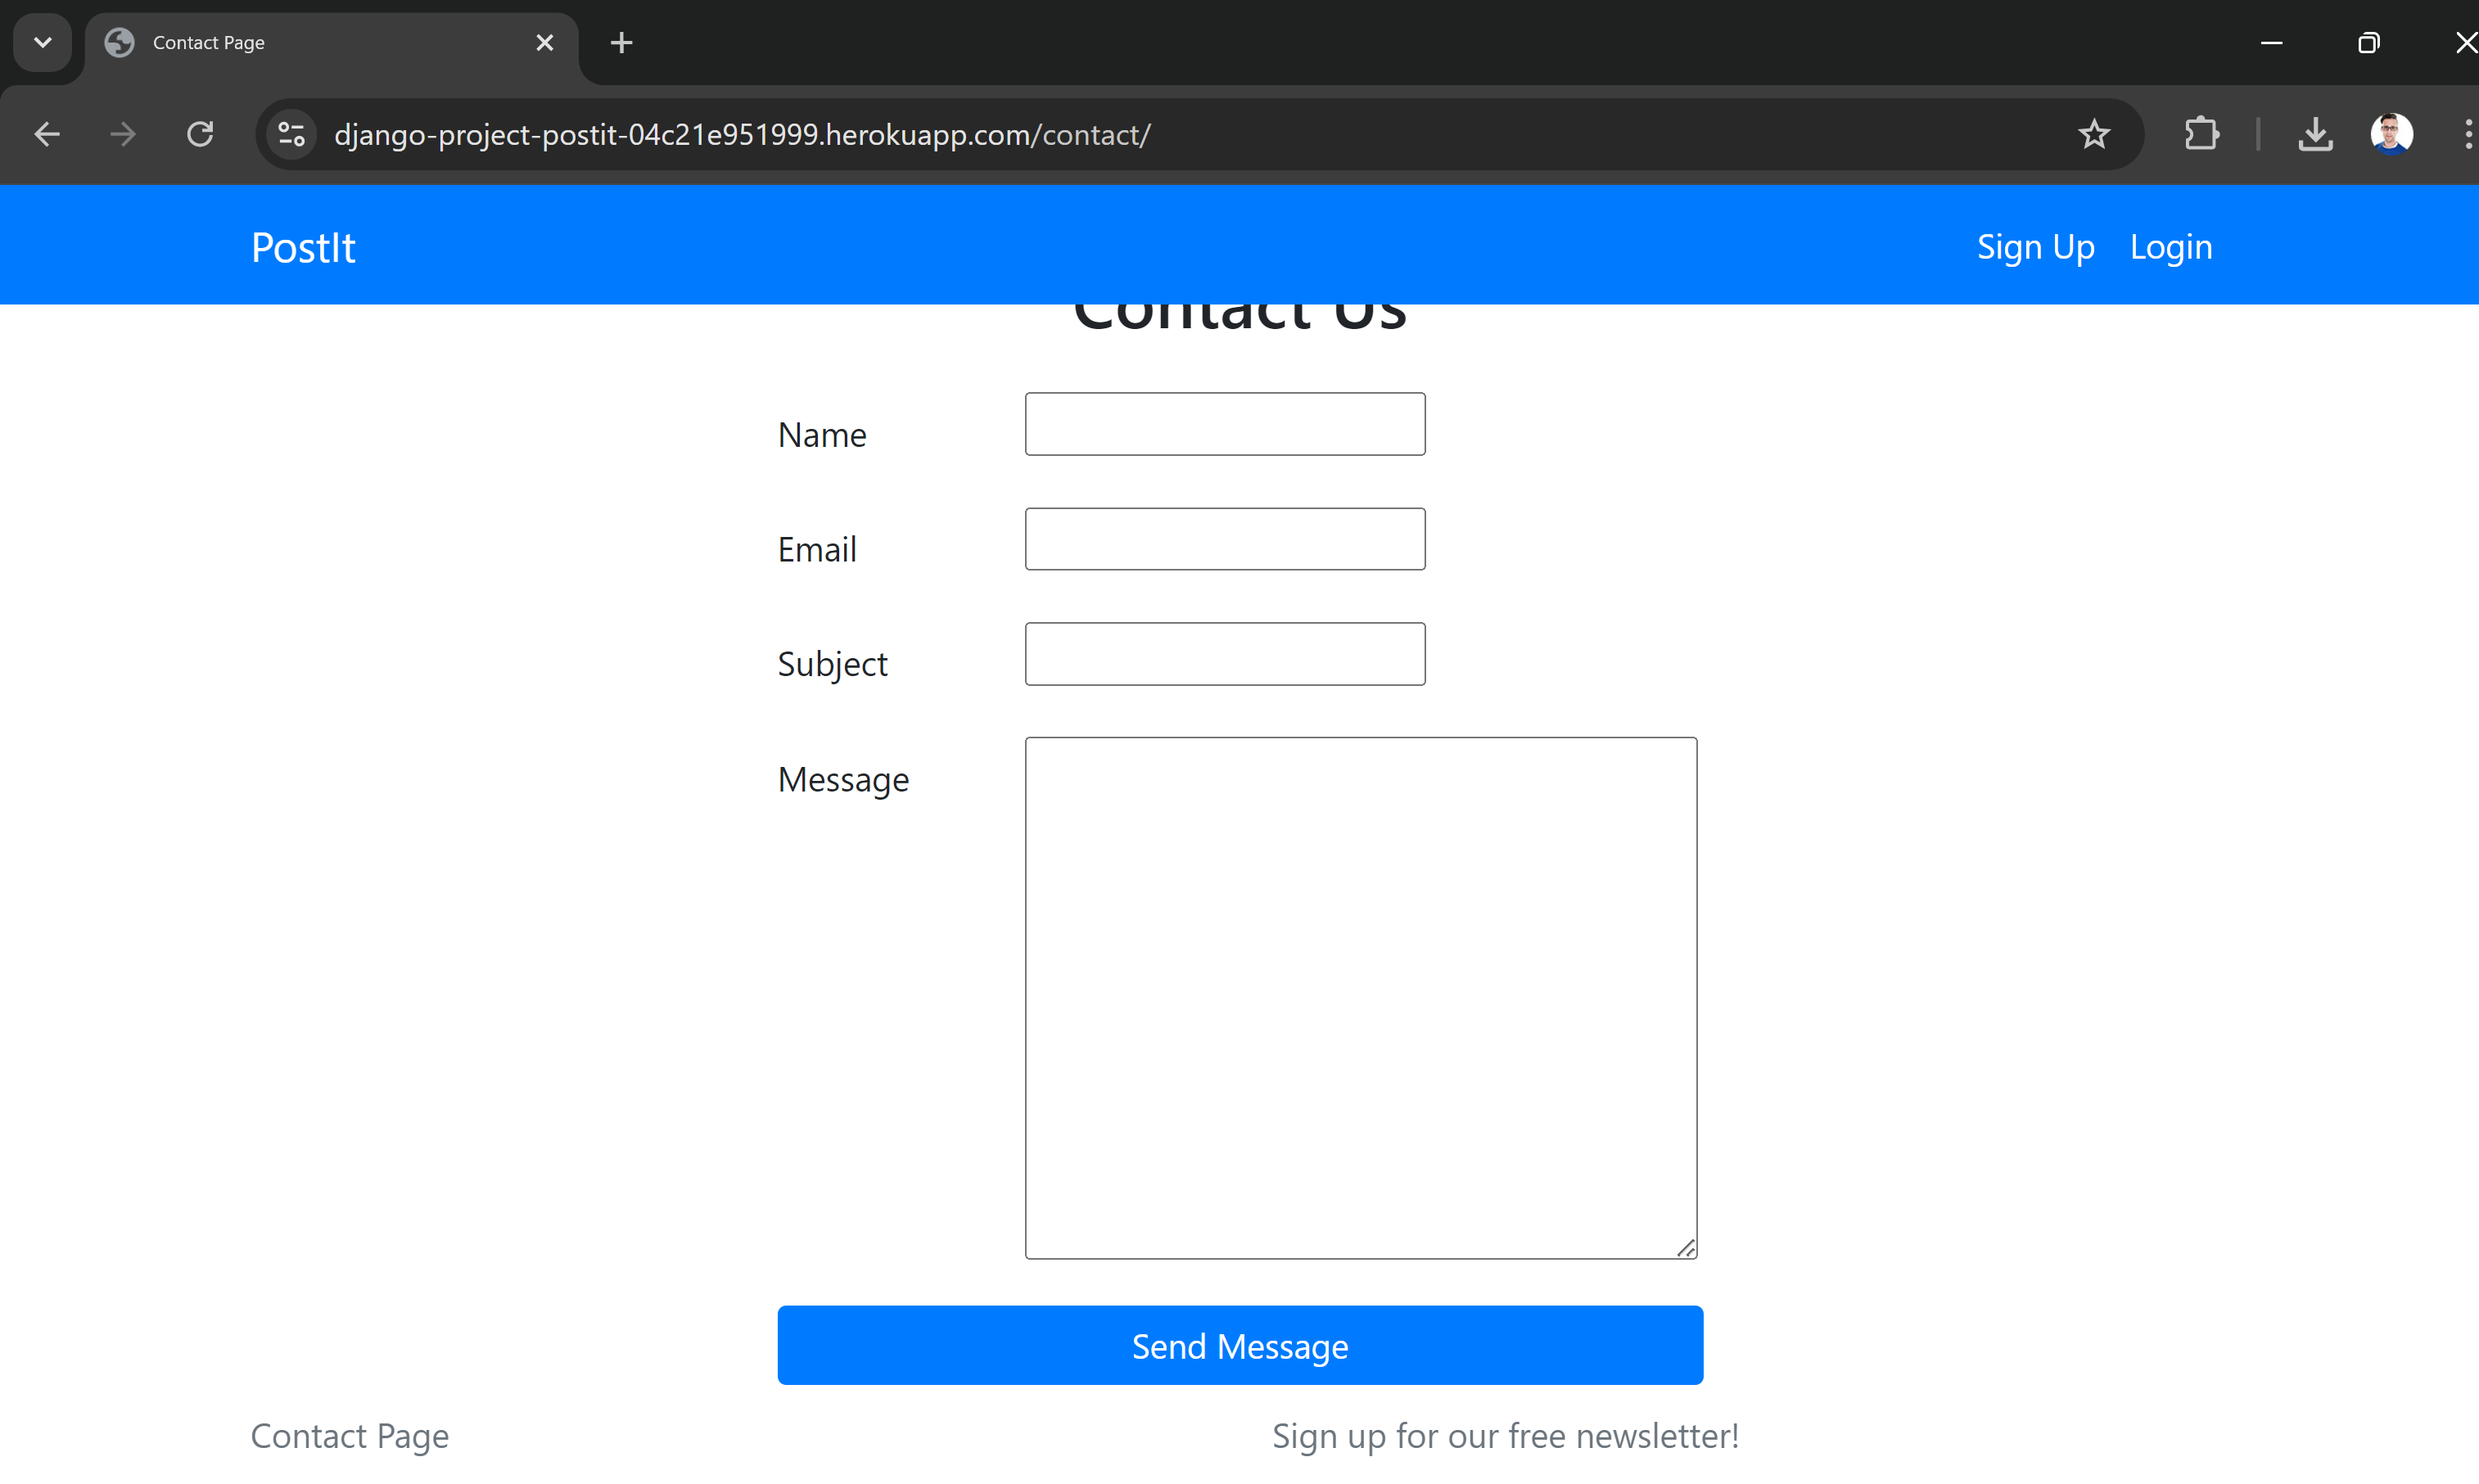 Contact Page
django-project-postit-04c21e951999.herokuapp.com/contact/
PostIt Sign Up Login
Contact Us
Name
Email
Subject
Message
Send Message
Contact Page Sign up for our free newsletter!